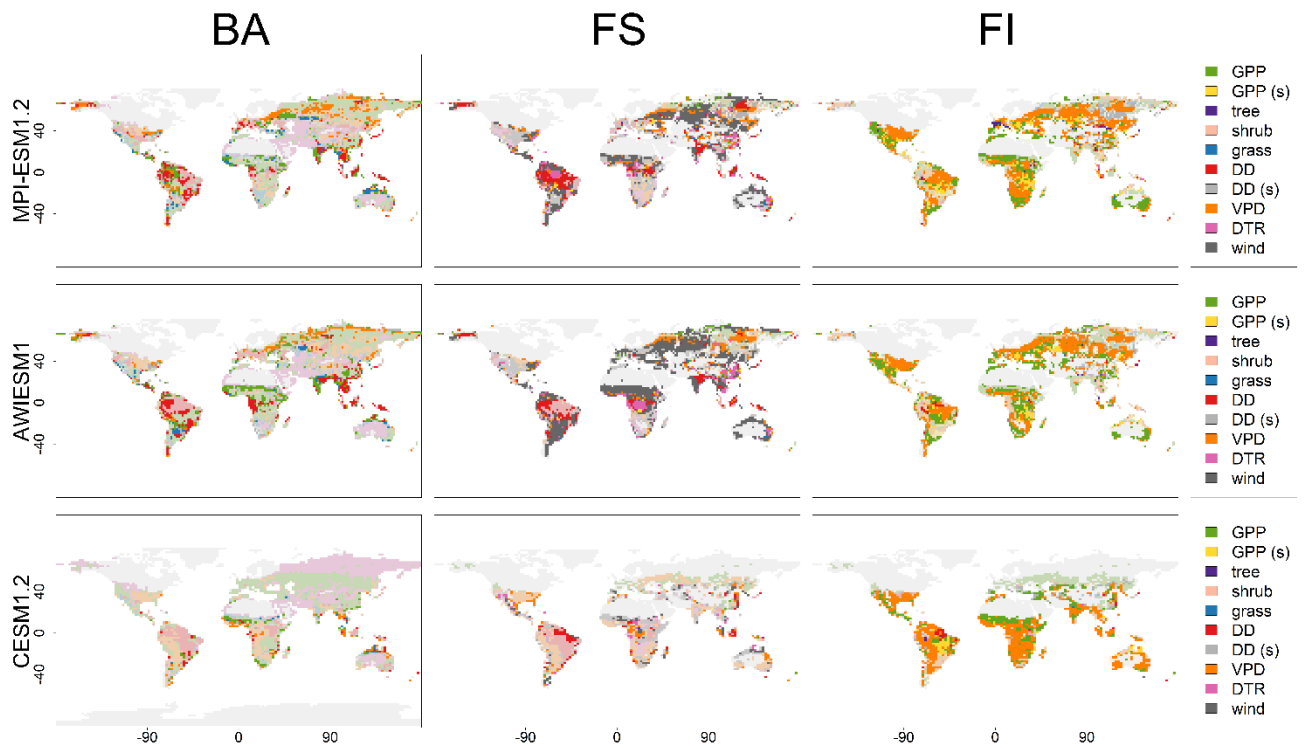 BA FS FI
MPI-ESM1.2
40
0
-40
GPP
GPP (s)
tree
shrub
grass
DD
DD (s)
VPD
DTR
wind
AWIESM1
40
0
-40
GPP
GPP (s)
tree
shrub
grass
DD
DD (s)
VPD
DTR
wind
CESM1.2
40
0
-40
GPP
GPP (s)
tree
shrub
grass
DD
DD (s)
VPD
DTR
wind
-90 0 90 -90 0 90 -90 0 90